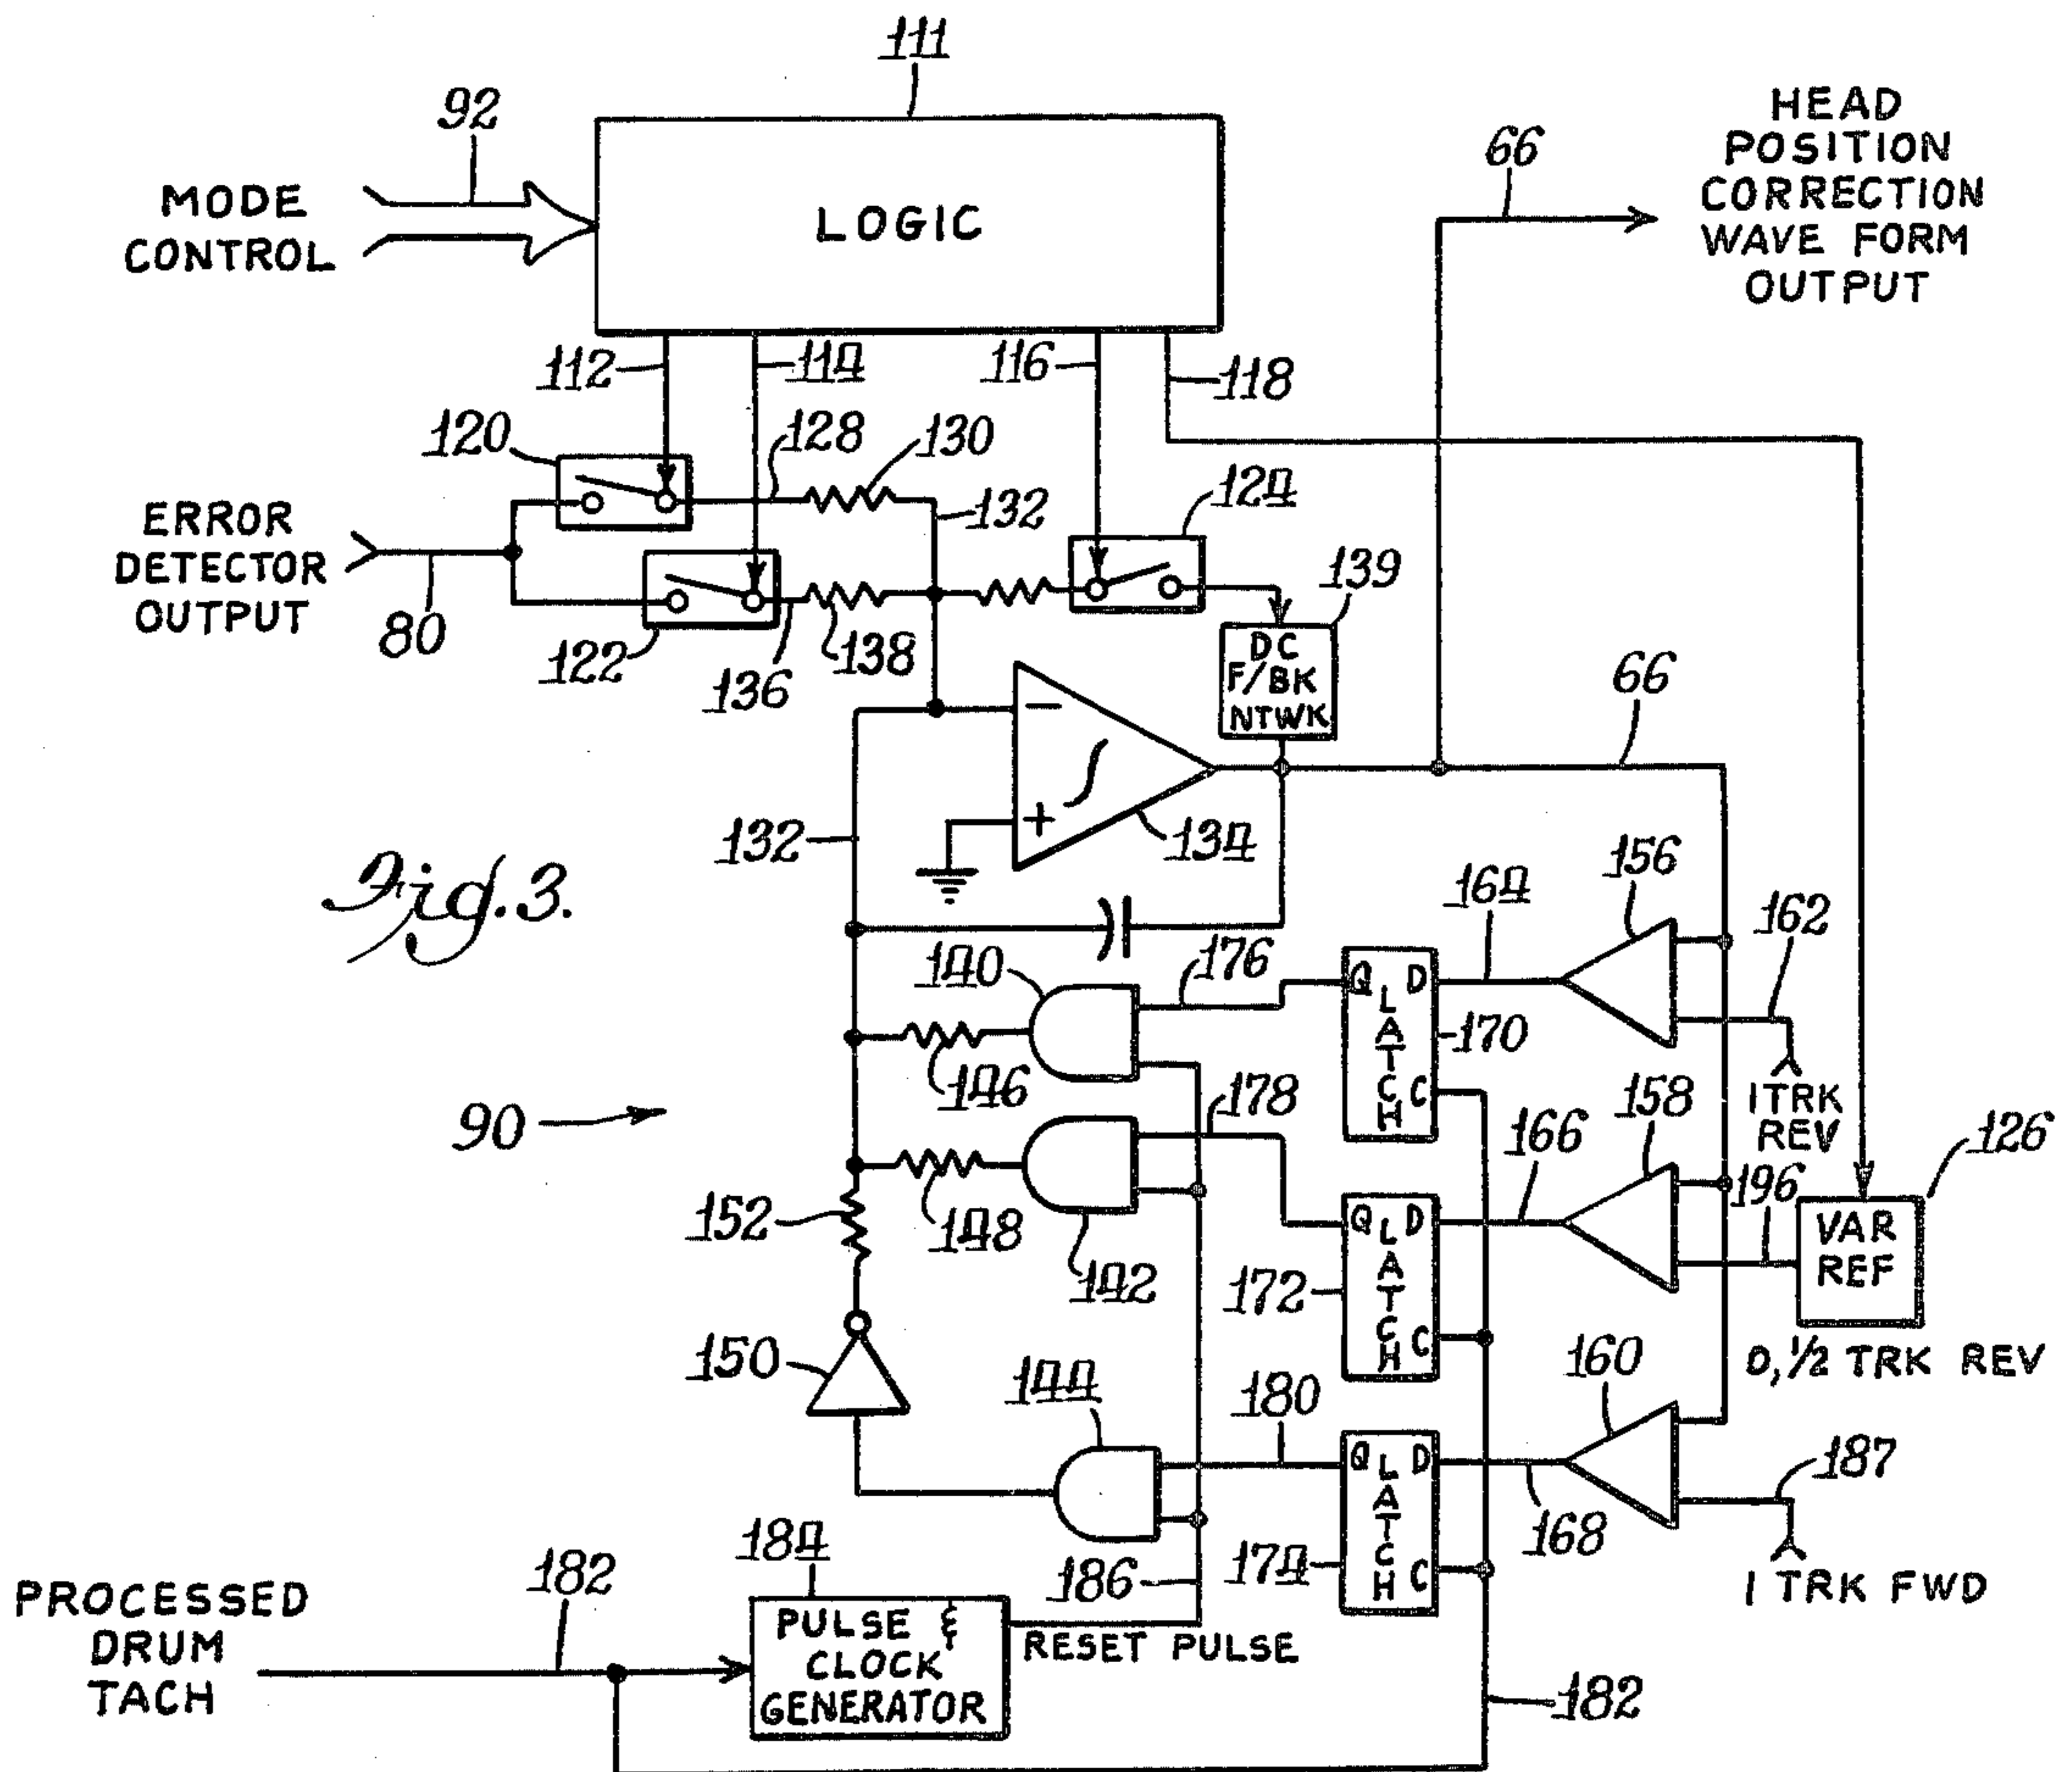 111
92
MODE
CONTROL
LOGIC
66
HEAD
POSITION
CORRECTION
WAVE FORM
OUTPUT
112
114
116
118
120
128
130
132
124
ERROR
DETECTOR
OUTPUT
80
122
136
138
139
DC
F/BK
NTWK
66
−
+
∫
132
134
Fig. 3.
156
164
162
140
176
Q
D
LATCH
C
170
146
1 TRK
REV
90
178
158
166
126
196
152
148
142
Q
D
LATCH
C
172
VAR
REF
0, 1/2 TRK REV
150
144
180
160
Q
D
LATCH
C
187
168
174
1 TRK FWD
184
186
PROCESSED
DRUM
TACH
182
PULSE &
CLOCK
GENERATOR
RESET PULSE
182